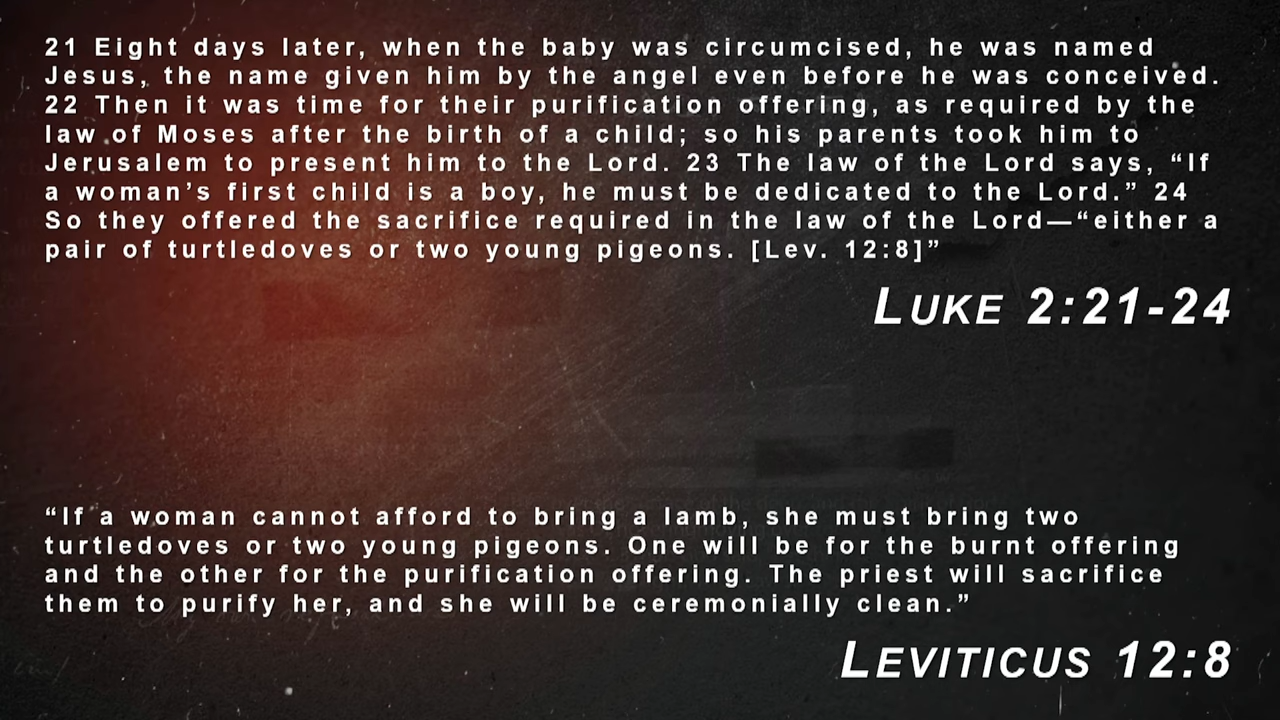 21 Eight days later, when the baby was circumcised, he was named
Jesus, the name given him by the angel even before he was conceived.
22 Then it was time for their purification offering, as required by the
law of Moses after the birth of a child; so his parents took him to
Jerusalem to present him to the Lord. 23 The law of the Lord says, “If
a woman’s first child is a boy, he must be dedicated to the Lord.” 24
So they offered the sacrifice required in the law of the Lord—“either a
pair of turtledoves or two young pigeons. [Lev. 12:8]”
LUKE 2:21-24
“If a woman cannot afford to bring a lamb, she must bring two
turtledoves or two young pigeons. One will be for the burnt offering
and the other for the purification offering. The priest will sacrifice
them to purify her, and she will be ceremonially clean.”
LEVITICUS 12:8